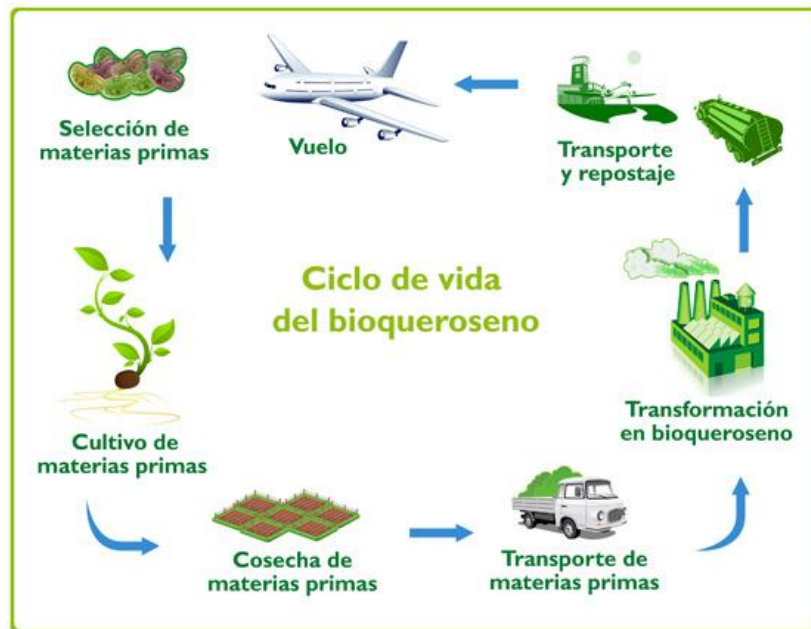 Selección de
materias primas
Vuelo
Transporte
y repostaje
Ciclo de vida
del bioqueroseno
Cultivo de
materias primas
Transformación
en bioqueroseno
Cosecha de
materias primas
Transporte de
materias primas